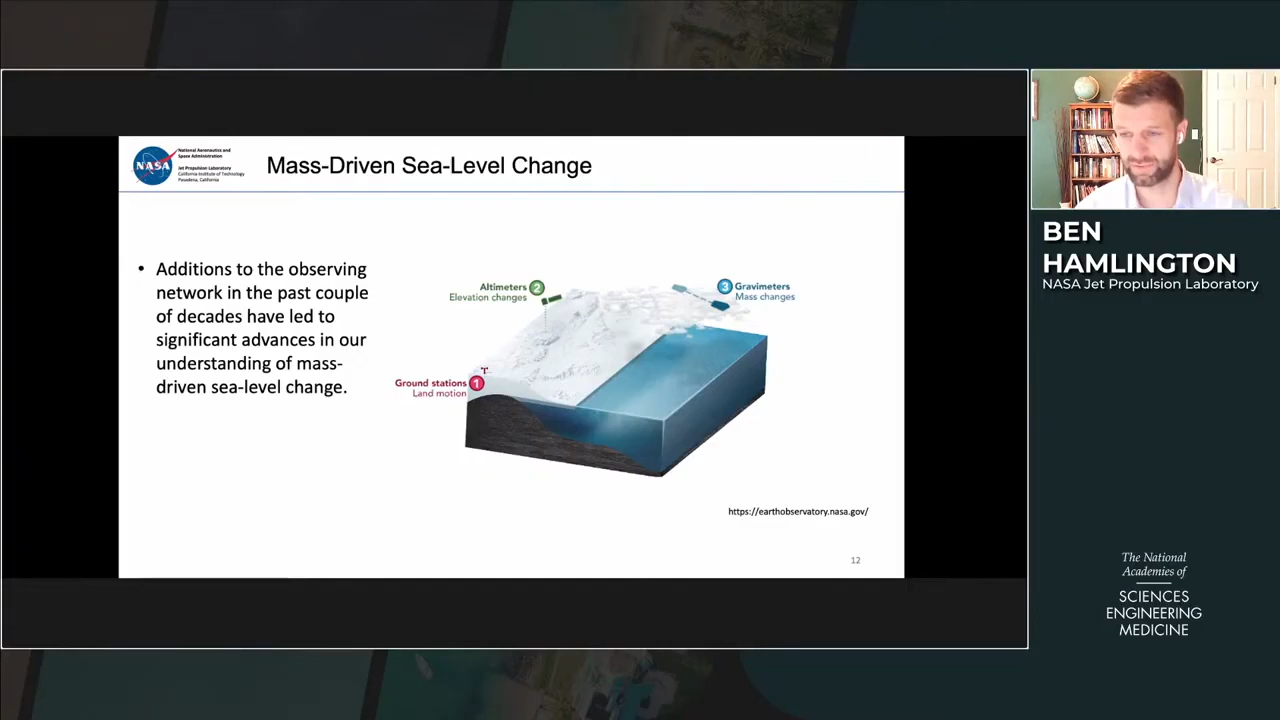 NASA
National Aeronautics and
Space Administration
Jet Propulsion Laboratory
California Institute of Technology
Pasadena, California
Mass-Driven Sea-Level Change
• Additions to the observing
network in the past couple
of decades have led to
significant advances in our
understanding of mass-
driven sea-level change.
Altimeters 2
Elevation changes
3 Gravimeters
Mass changes
Ground stations 1
Land motion
https://earthobservatory.nasa.gov/
12
BEN
HAMLINGTON
NASA Jet Propulsion Laboratory
The National
Academies of
SCIENCES
ENGINEERING
MEDICINE